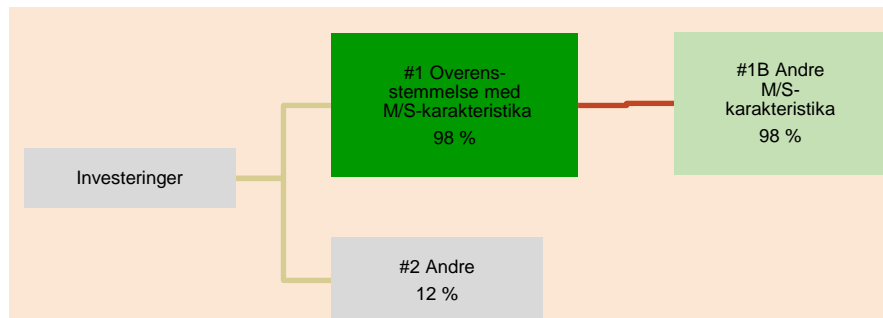 Investeringer
#1 Overens-
stemmelse med
M/S-karakteristika
98 %
#2 Andre
12 %
#1B Andre
M/S-
karakteristika
98 %